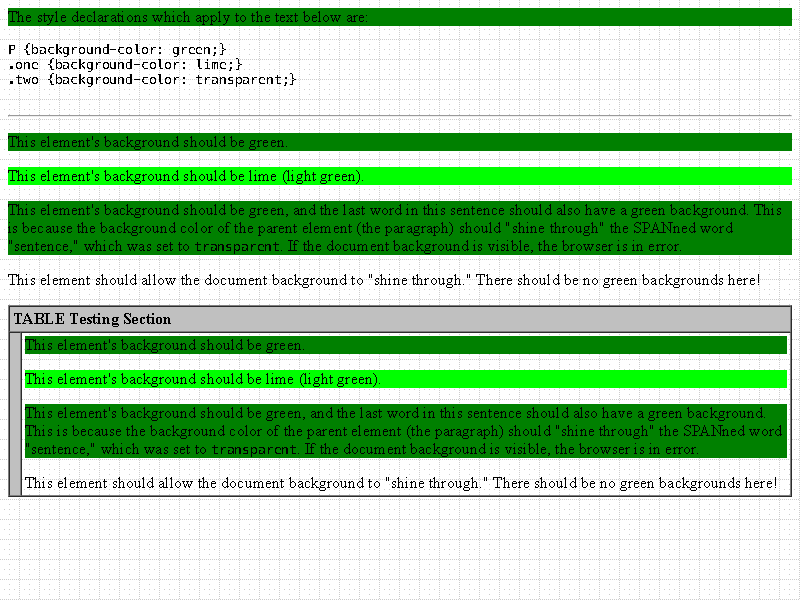 The style declarations which apply to the text below are:
P {background-color: green;}
.one {background-color: lime;}
.two {background-color: transparent;}
This element's background should be green.
This element's background should be lime (light green).
This element's background should be green, and the last word in this sentence should also have a green background. This
is because the background color of the parent element (the paragraph) should "shine through" the SPANned word
"sentence," which was set to transparent. If the document background is visible, the browser is in error.
This element should allow the document background to "shine through." There should be no green backgrounds here!
TABLE Testing Section
This element's background should be green.
This element's background should be lime (light green).
This element's background should be green, and the last word in this sentence should also have a green background.
This is because the background color of the parent element (the paragraph) should "shine through" the SPANned word
"sentence," which was set to transparent. If the document background is visible, the browser is in error.
This element should allow the document background to "shine through." There should be no green backgrounds here!